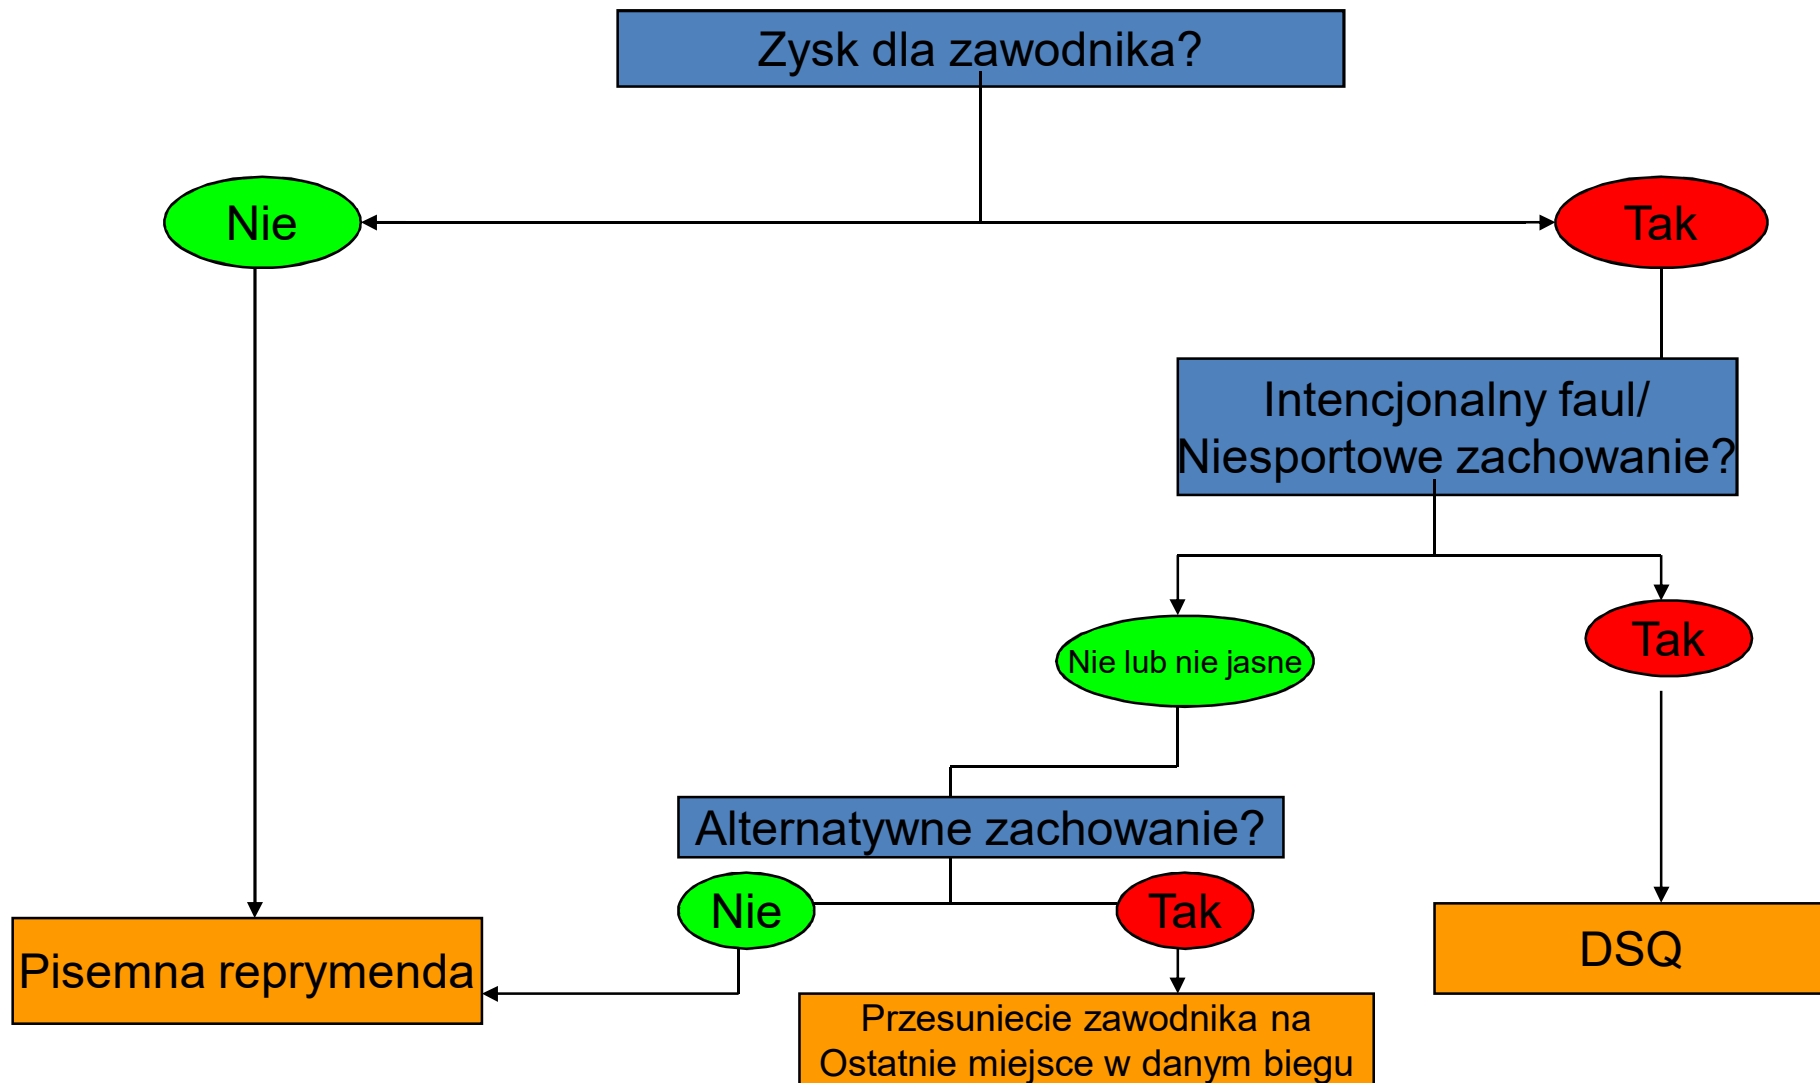 Zysk dla zawodnika?
Nie
Tak
Intencjonalny faul/
Niesportowe zachowanie?
Nie lub nie jasne
Tak
Alternatywne zachowanie?
Nie
Tak
Pisemna reprymenda
DSQ
Przesuniecie zawodnika na
Ostatnie miejsce w danym biegu